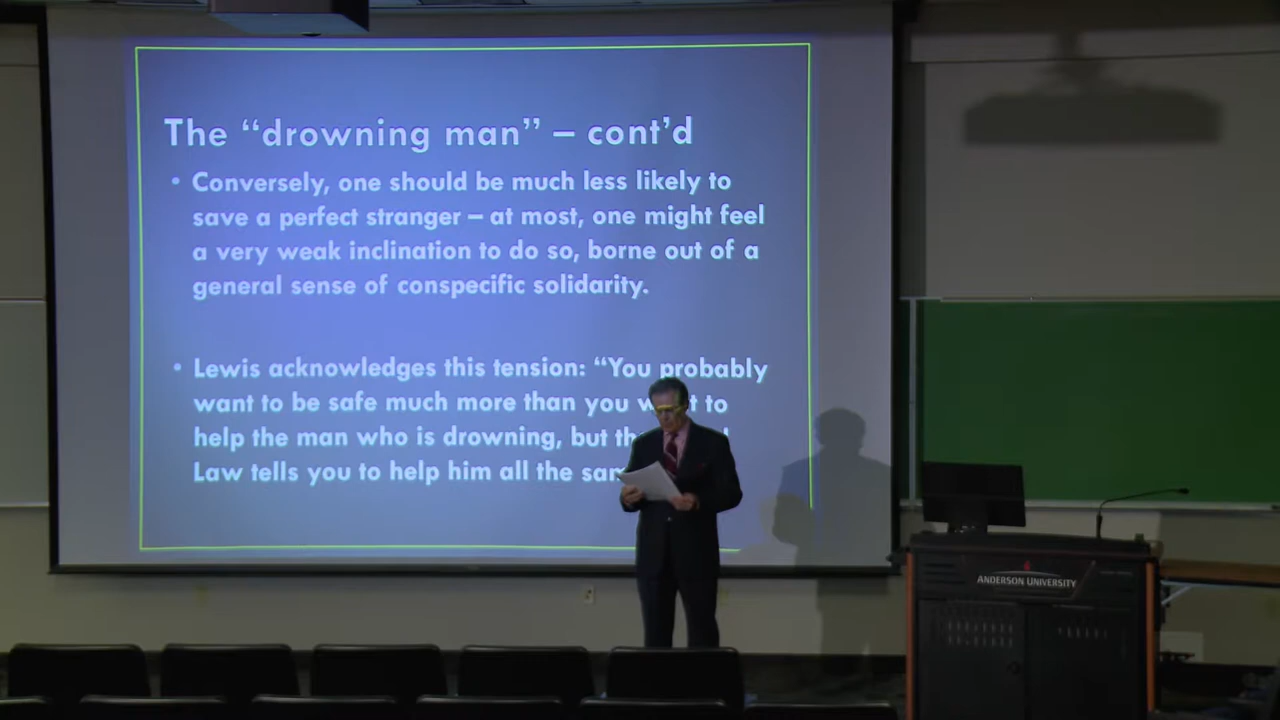 The “drowning man” – cont’d
• Conversely, one should be much less likely to
save a perfect stranger – at most, one might feel
a very weak inclination to do so, borne out of a
general sense of conspecific solidarity.
• Lewis acknowledges this tension: “You probably
want to be safe much more than you to
help the man who is drowning, but
Law tells you to help him all the
ANDERSON UNIVERSITY